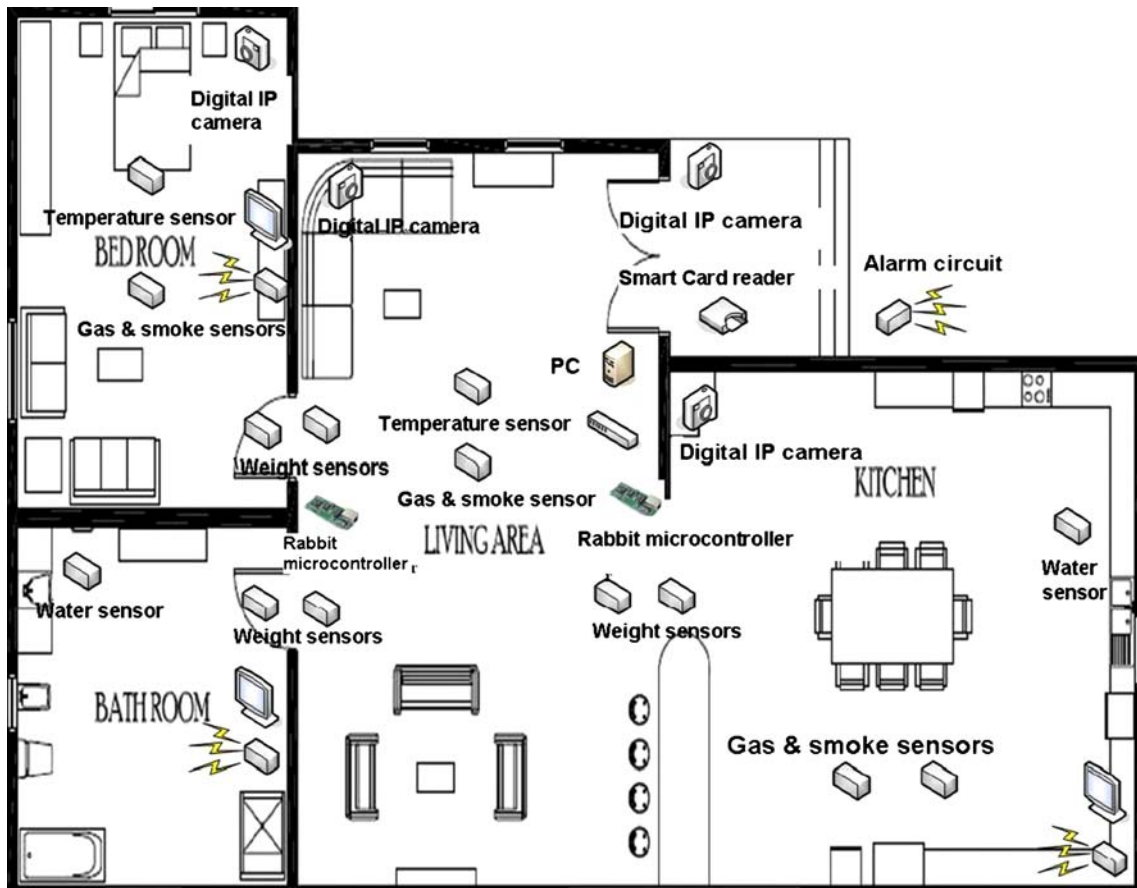 Digital IP
camera
Temperature sensor
BEDROOM
Gas & smoke sensors
Digital IP camera
Digital IP camera
Smart Card reader
Alarm circuit
PC
Temperature sensor
Gas & smoke sensor
Weight sensors
Digital IP camera
KITCHEN
Rabbit
microcontroller
LIVING AREA
Rabbit microcontroller
Water
sensor
Water sensor
Weight sensors
Weight sensors
BATHROOM
Gas & smoke sensors